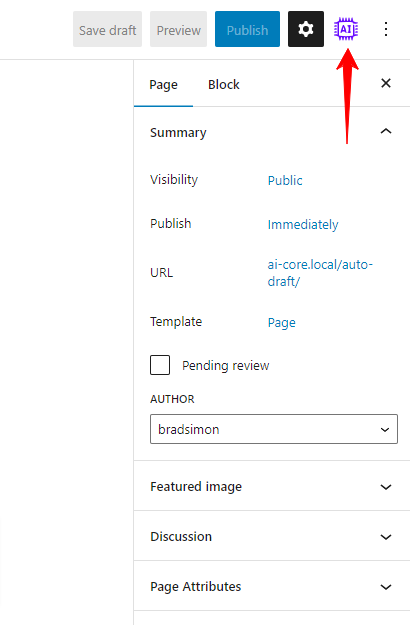 Save draft Preview Publish AI
Page Block
Summary
Visibility Public
Publish Immediately
URL ai-core.local/auto-
draft/
Template Page
Pending review
AUTHOR
bradsimon
Featured image
Discussion
Page Attributes